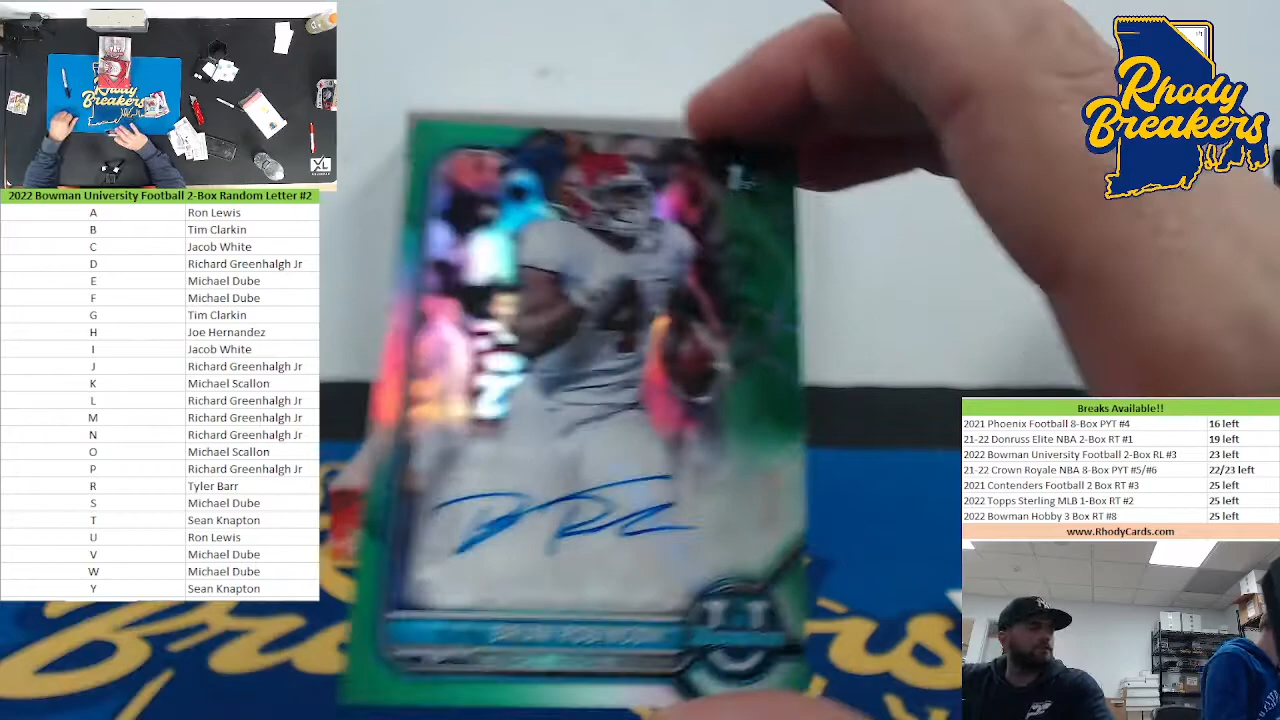 2022 Bowman University Football 2-Box Random Letter #2
A Ron Lewis
B Tim Clarkin
C Jacob White
D Richard Greenhalgh Jr
E Michael Dube
F Michael Dube
G Tim Clarkin
H Joe Hernandez
I Jacob White
J Richard Greenhalgh Jr
K Michael Scallon
L Richard Greenhalgh Jr
M Richard Greenhalgh Jr
N Richard Greenhalgh Jr
O Michael Scallon
P Richard Greenhalgh Jr
R Tyler Barr
S Michael Dube
T Sean Knapton
U Ron Lewis
V Michael Dube
W Michael Dube
Y Sean Knapton
Rhody
Breakers
XL
Rhody
Breakers
4
U
Breakers Available!!
2021 Phoenix Football 8-Box PYT #4 16 left
21-22 Donruss Elite NBA 2-Box RT #1 19 left
2022 Bowman University Football 2-Box RL #3 23 left
21-22 Crown Royale NBA 8-Box PYT #5/#6 22/23 left
2021 Contenders Football 2 Box RT #3 25 left
2022 Topps Sterling MLB 1-Box RT #2 25 left
2022 Bowman Hobby 3 Box RT #8 25 left
www.RhodyCards.com